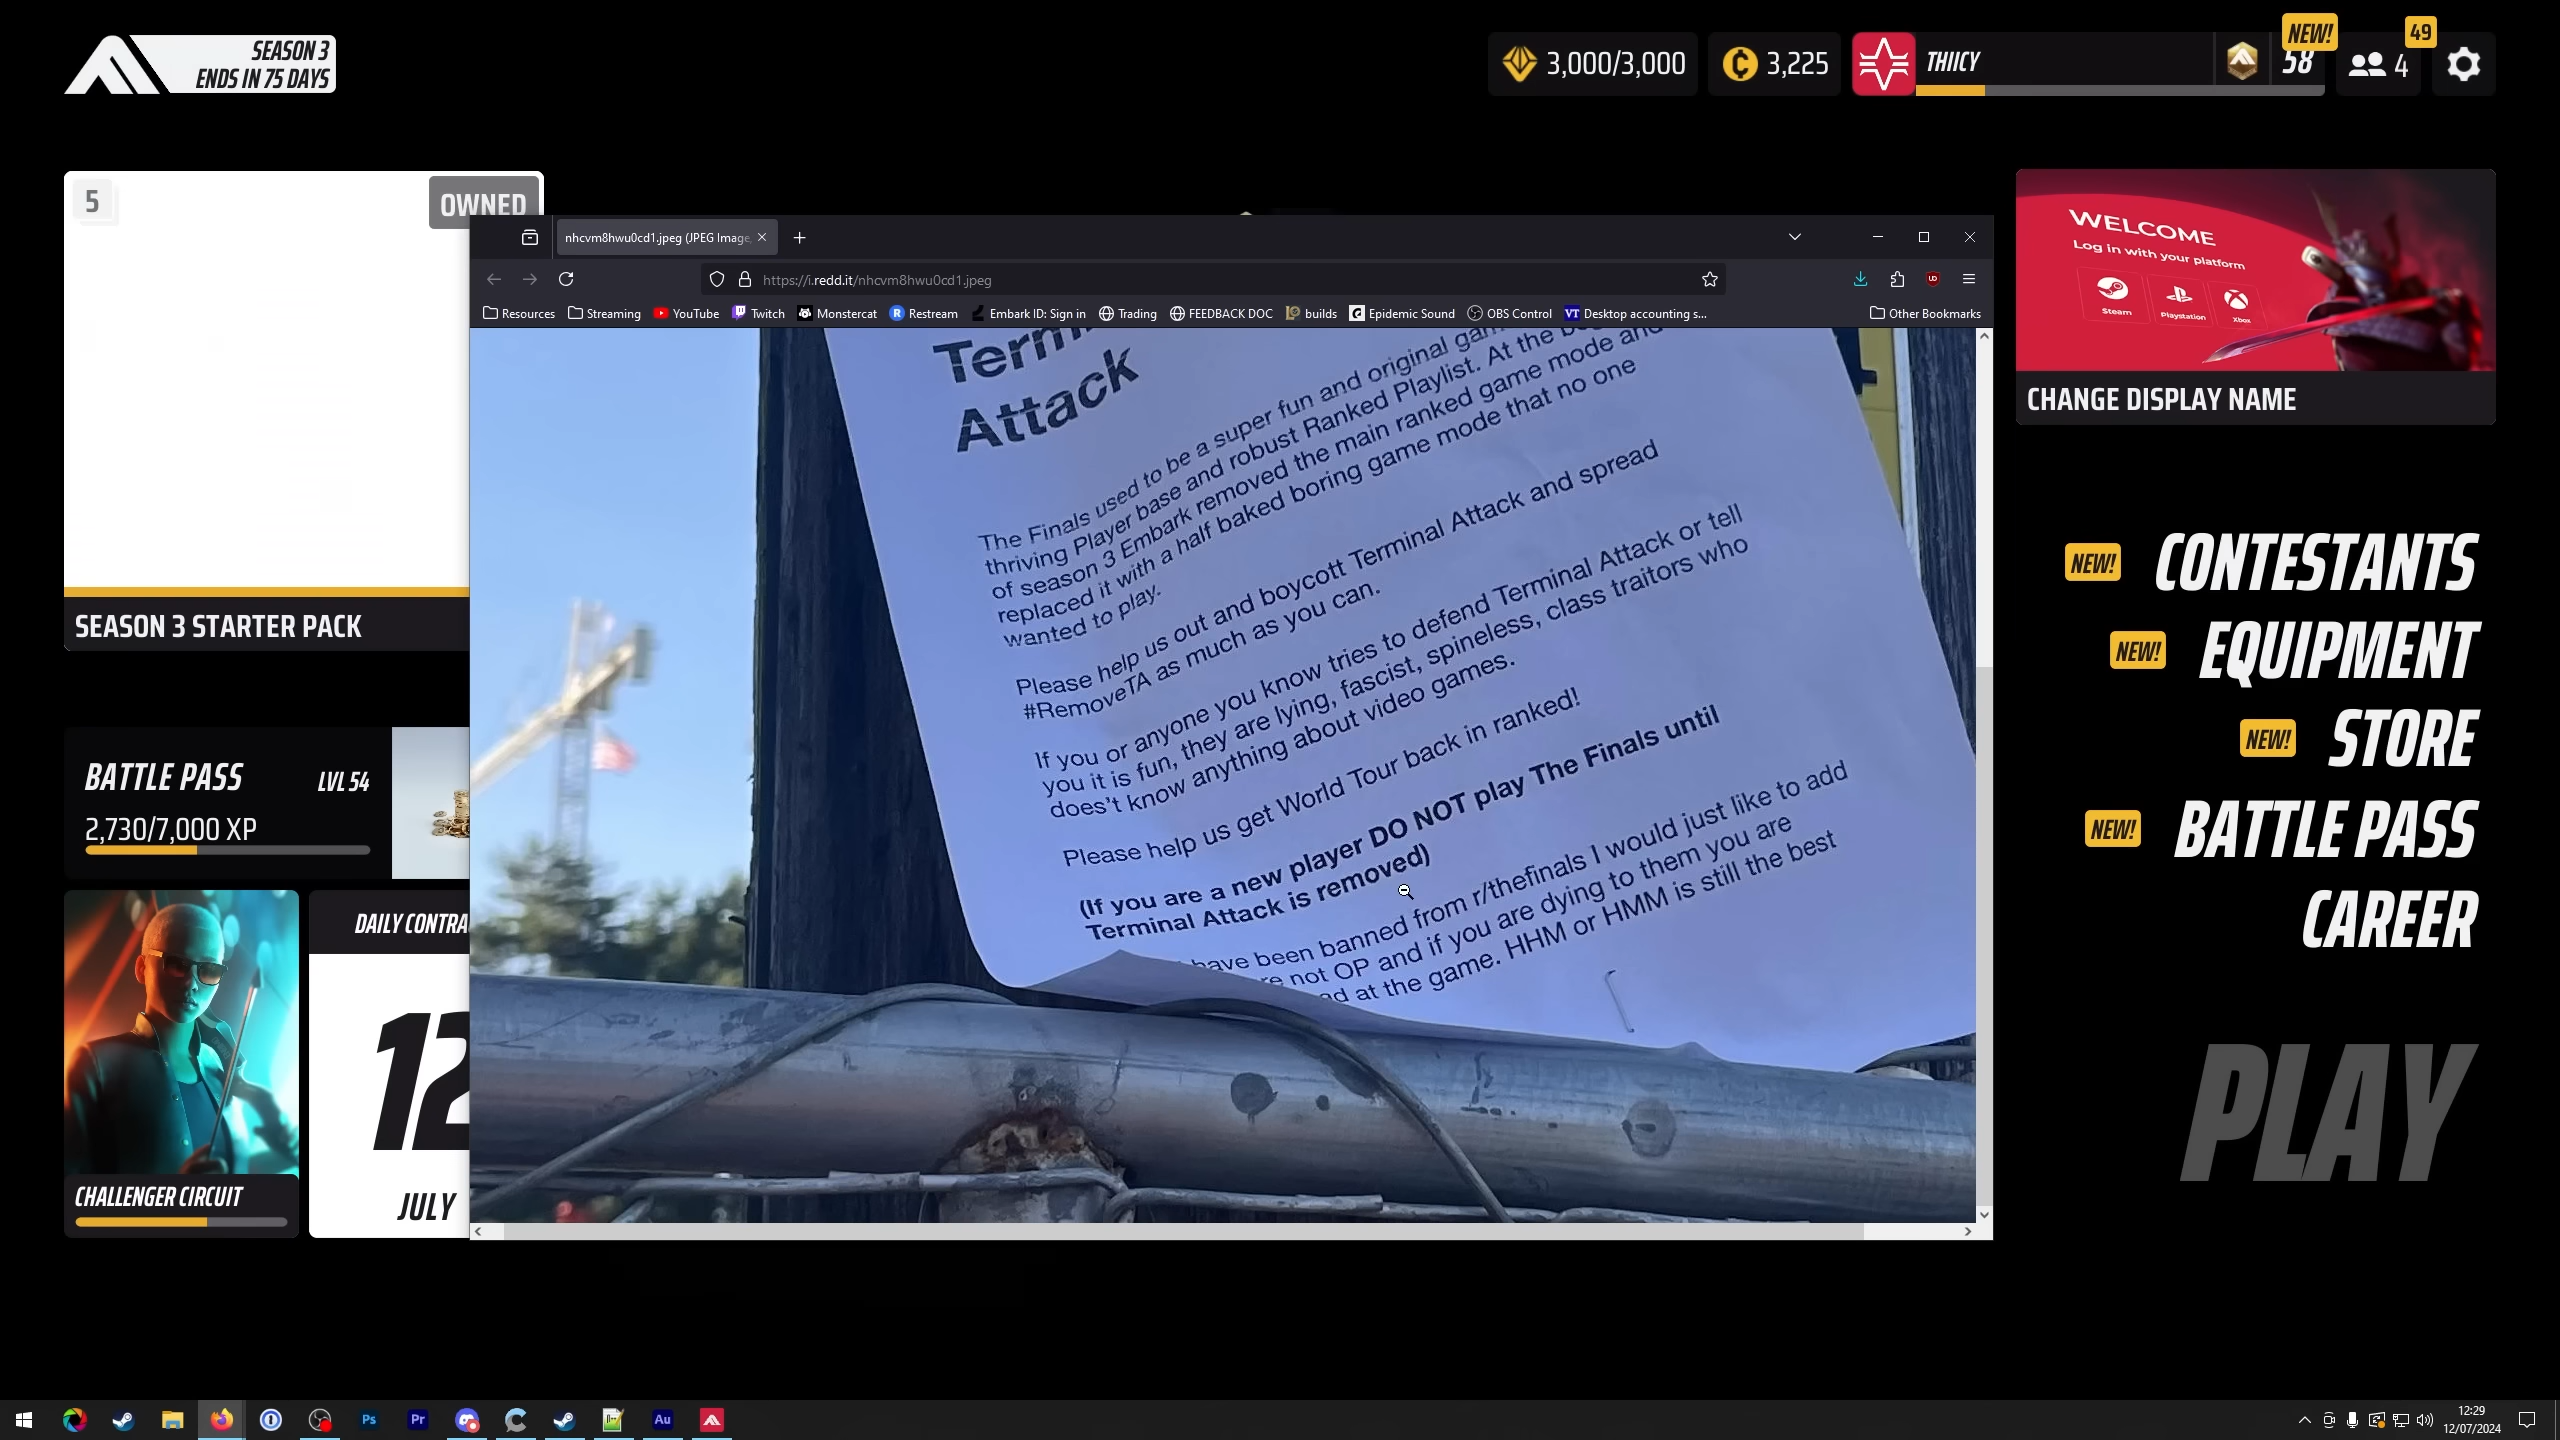 SEASON 3
ENDS IN 75 DAYS
3,000/3,000
3,225
THIICY
NEW!
58
49
4
5
OWNED
SEASON 3 STARTER PACK
BATTLE PASS
LVL 54
2,730/7,000 XP
CHALLENGER CIRCUIT
DAILY CONTRA
12
JULY
nhcvm8hwu0cd1.jpeg (JPEG Image,
https://i.redd.it/nhcvm8hwu0cd1.jpeg
Resources
Streaming
YouTube
Twitch
Monstercat
Restream
Embark ID: Sign in
Trading
FEEDBACK DOC
builds
Epidemic Sound
OBS Control
VT
Desktop accounting s...
Other Bookmarks
Attack
The Finals used to be a super fun and original
thriving Player base and robust Ranked Playlist. At the
of season 3 Embark removed the main ranked game mode and
replaced it with a half baked boring game mode that no one
wanted to play.
Please help us out and boycott Terminal Attack and spread
#RemoveTA as much as you can.
If you or anyone you know tries to defend Terminal Attack or tell
you it is fun, they are lying, fascist, spineless, class traitors who
does't know anything about video games.
Please help us get World Tour back in ranked!
(If you are a new player DO NOT play The Finals until
Terminal Attack is removed)
have been banned from r/thefinals I would just like to add
not OP and if you are dying to them you are
at the game. HHM or HMM is still the best
WELCOME
Log in with your platform
Steam
Playstation
Xbox
CHANGE DISPLAY NAME
NEW!
CONTESTANTS
NEW!
EQUIPMENT
NEW!
STORE
NEW!
BATTLE PASS
CAREER
PLAY
Ps
Pr
Au
12:29
12/07/2024